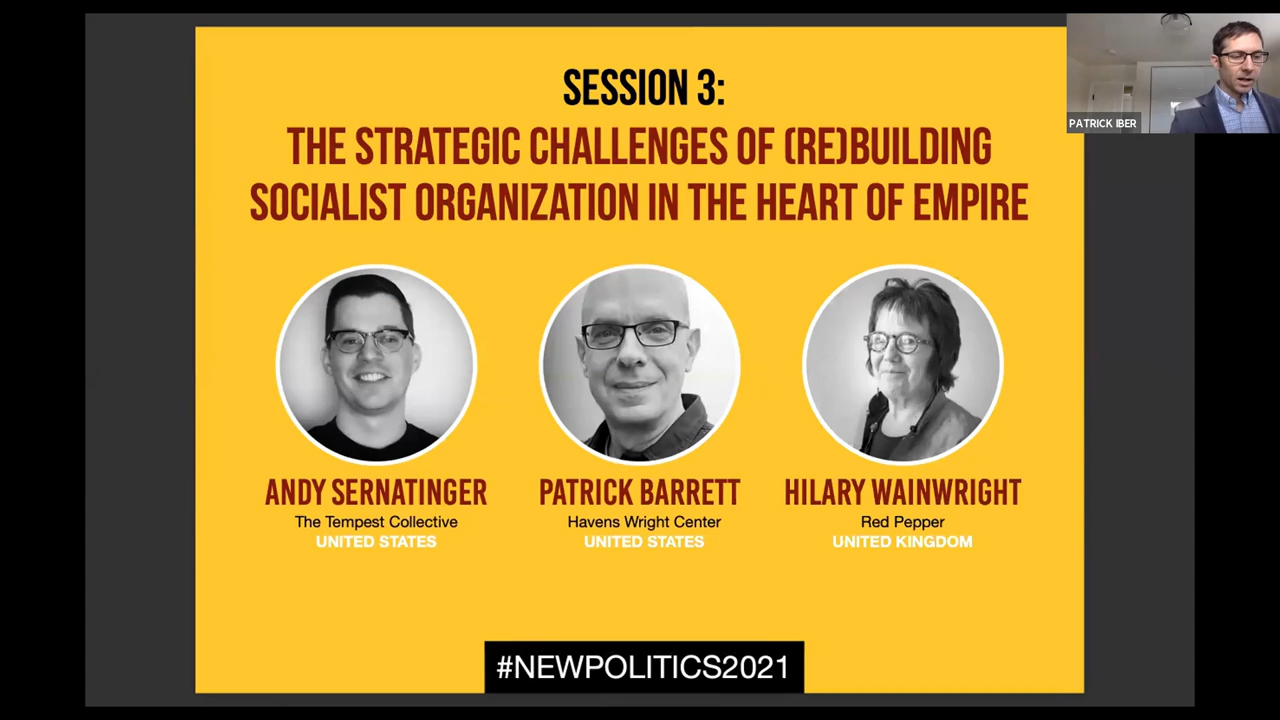 SESSION 3:
THE STRATEGIC CHALLENGES OF (RE)BUILDING
SOCIALIST ORGANIZATION IN THE HEART OF EMPIRE
PATRICK IBER
ANDY SERNATINGER
The Tempest Collective
UNITED STATES
PATRICK BARRETT
Havens Wright Center
UNITED STATES
HILARY WAINWRIGHT
Red Pepper
UNITED KINGDOM
#NEWPOLITICS2021